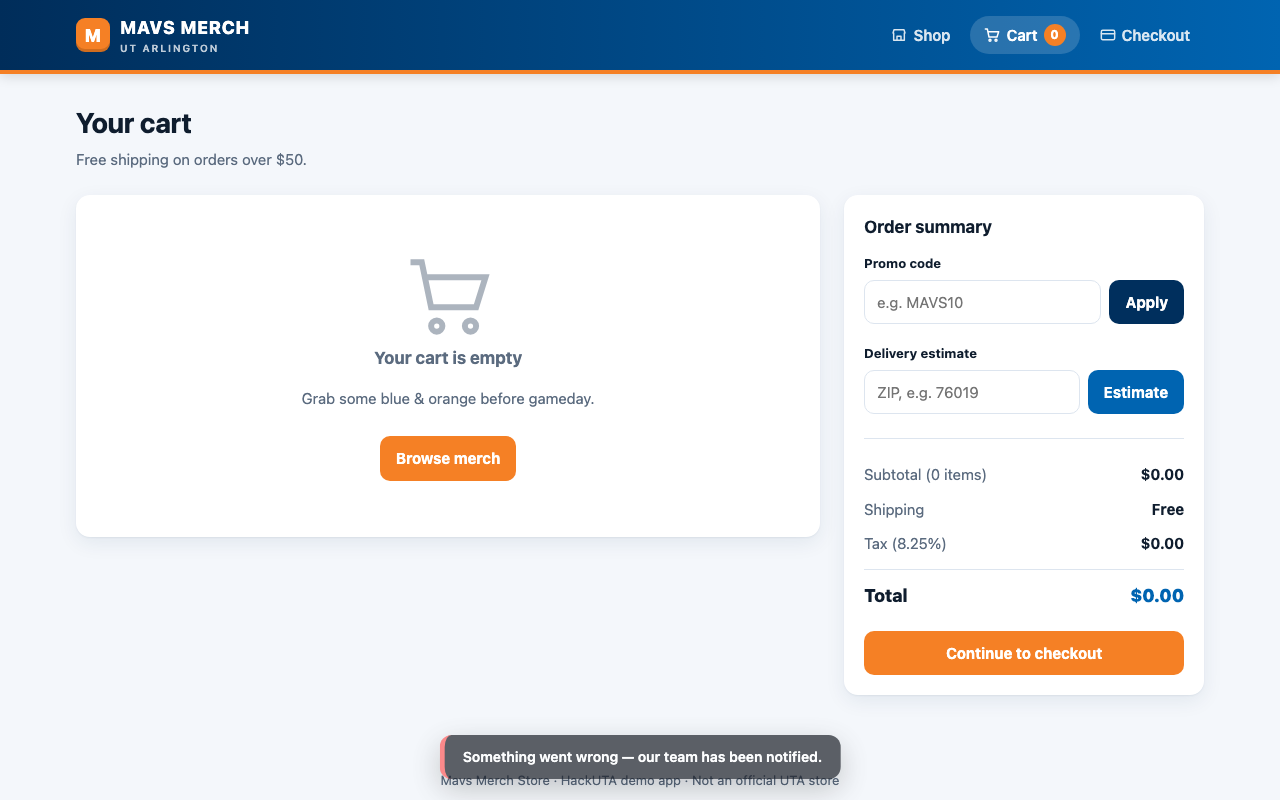 M
MAVS MERCH
UT ARLINGTON
Shop
Cart 0
Checkout
Your cart
Free shipping on orders over $50.
Your cart is empty
Grab some blue & orange before gameday.
Browse merch
Order summary
Promo code
e.g. MAVS10
Apply
Delivery estimate
ZIP, e.g. 76019
Estimate
Subtotal (0 items) $0.00
Shipping Free
Tax (8.25%) $0.00
Total $0.00
Continue to checkout
Something went wrong — our team has been notified.
Mavs Merch Store · HackUTA demo app · Not an official UTA store